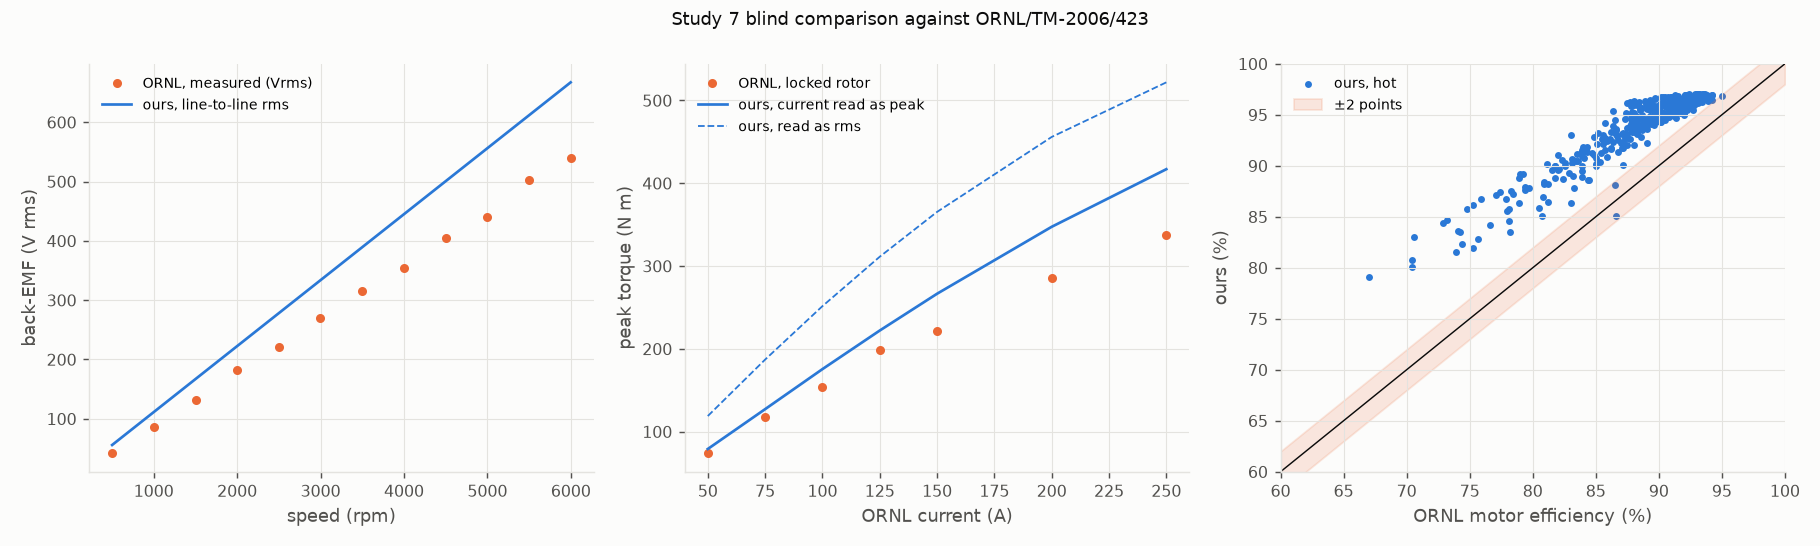 Study 7 blind comparison against ORNL/TM-2006/423
ORNL, measured (Vrms)
ours, line-to-line rms
back-EMF (V rms)
600
500
400
300
200
100
1000 2000 3000 4000 5000 6000
speed (rpm)
ORNL, locked rotor
ours, current read as peak
ours, read as rms
peak torque (N m)
500
400
300
200
100
50 75 100 125 150 175 200 225 250
ORNL current (A)
ours, hot
±2 points
ours (%)
100
95
90
85
80
75
70
65
60
60 65 70 75 80 85 90 95 100
ORNL motor efficiency (%)